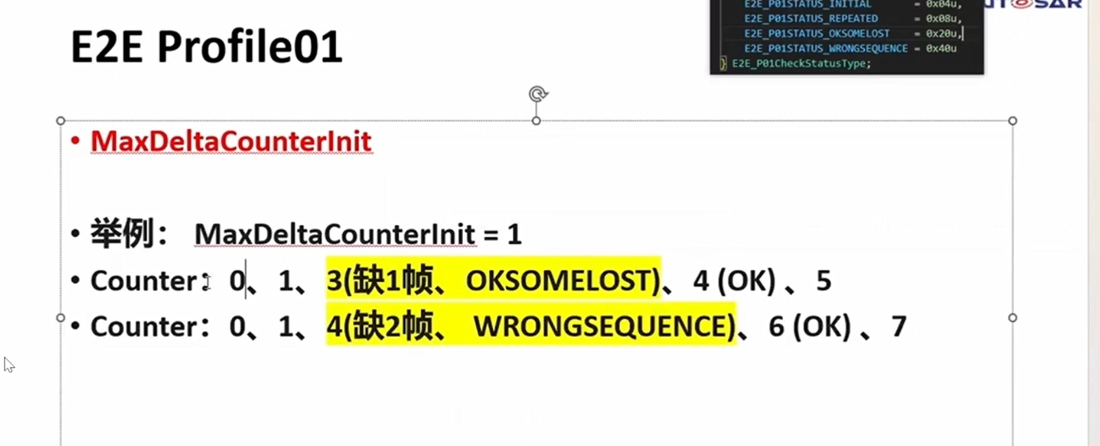 E2E_P01STATUS_INITIAL = 0x04u,
E2E_P01STATUS_REPEATED = 0x08u,
E2E_P01STATUS_OKSOMELOST = 0x20u,
E2E_P01STATUS_WRONGSEQUENCE = 0x40u
} E2E_P01CheckStatusType;
UTOSAR
E2E Profile01
• MaxDeltaCounterInit
• 举例： MaxDeltaCounterInit = 1
• Counter：0、1、3(缺1帧、OKSOMELOST)、4 (OK) 、5
• Counter：0、1、4(缺2帧、 WRONGSEQUENCE)、6 (OK) 、7